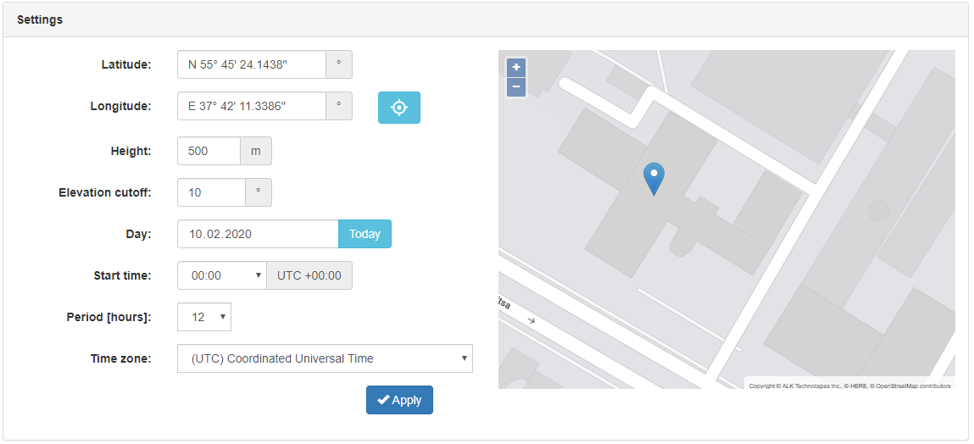 Settings
Latitude: N 55° 45' 24.1438" °
Longitude: E 37° 42' 11.3386" °
Height: 500 m
Elevation cutoff: 10 °
Day: 10.02.2020 Today
Start time: 00:00 UTC +00:00
Period [hours]: 12
Time zone: (UTC) Coordinated Universal Time
Apply
+
−
tsa
Copyright © ALK Technologies Inc., © HERE, © OpenStreetMap contributors